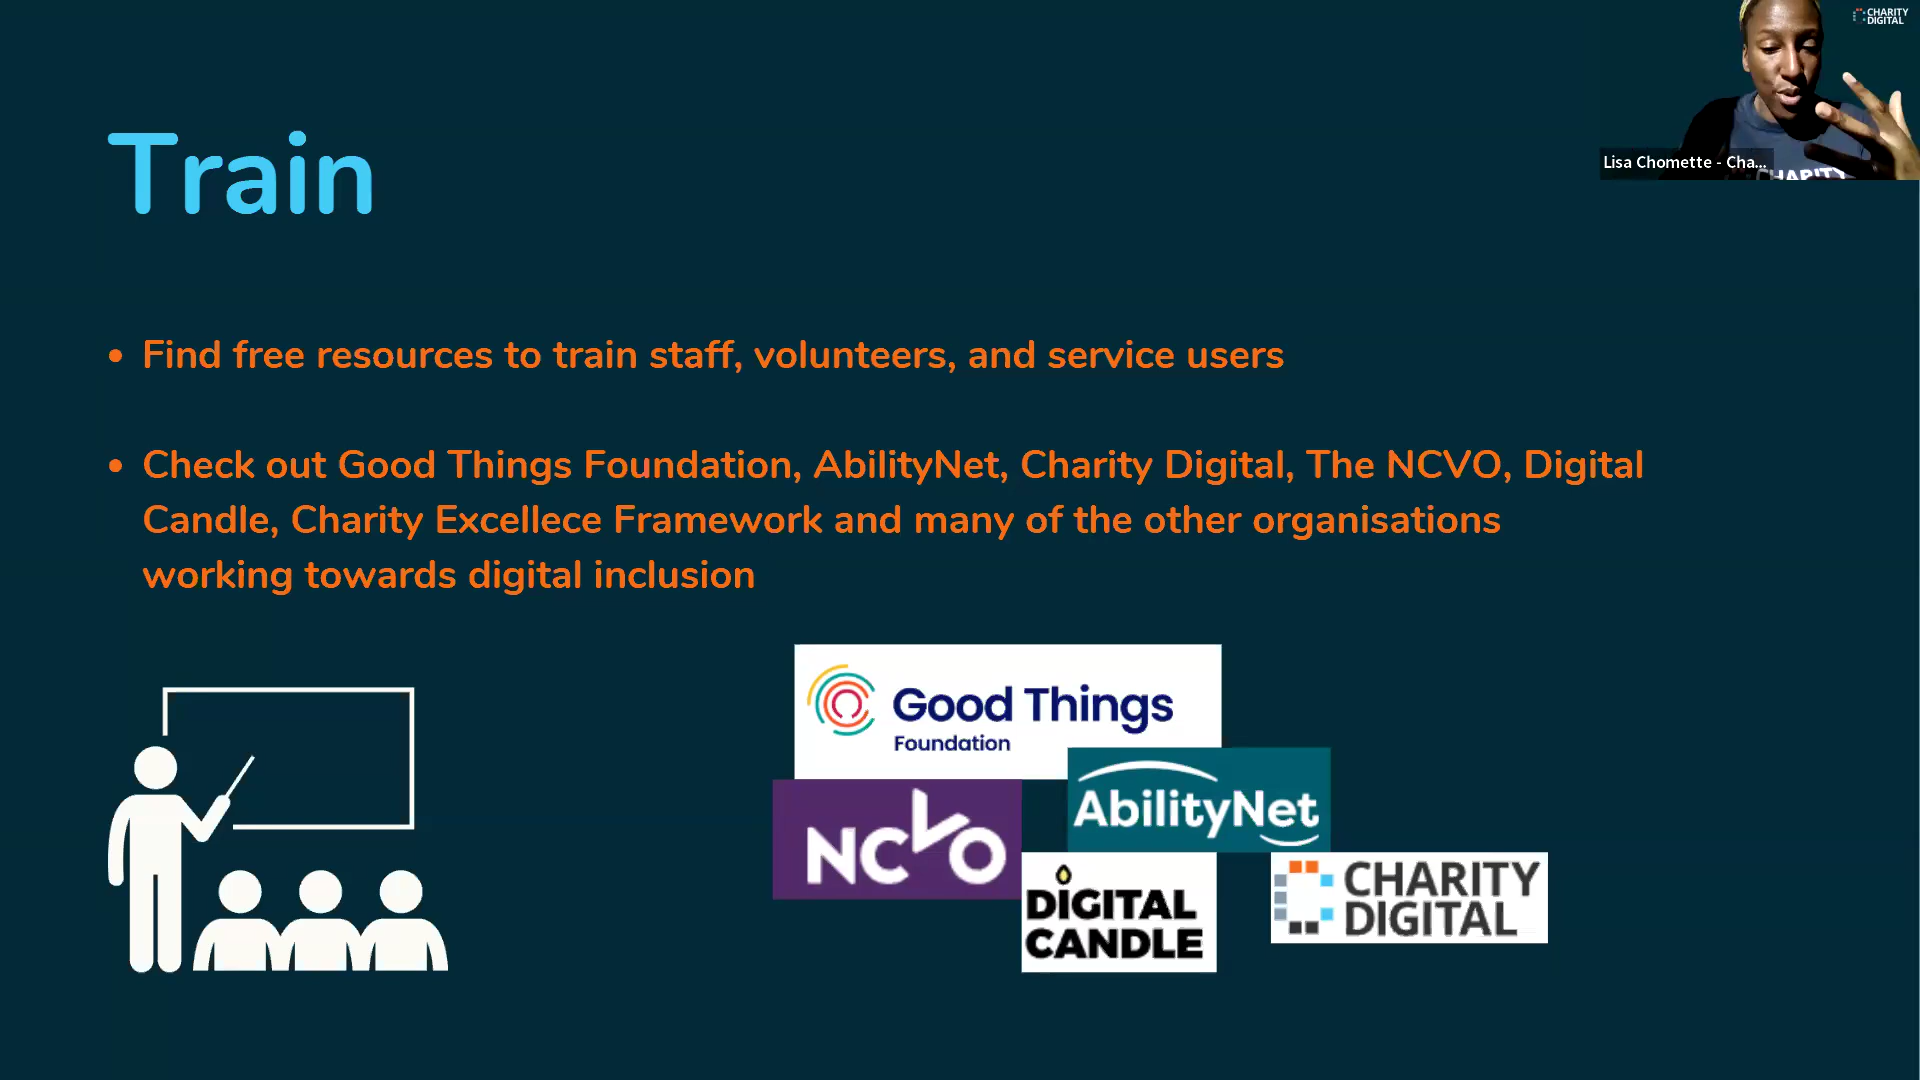 CHARITY
DIGITAL
Lisa Chomette - Cha...
Train
• Find free resources to train staff, volunteers, and service users
• Check out Good Things Foundation, AbilityNet, Charity Digital, The NCVO, Digital
Candle, Charity Excellece Framework and many of the other organisations
working towards digital inclusion
Good Things
Foundation
AbilityNet
NCVO
DIGITAL
CANDLE
CHARITY
DIGITAL